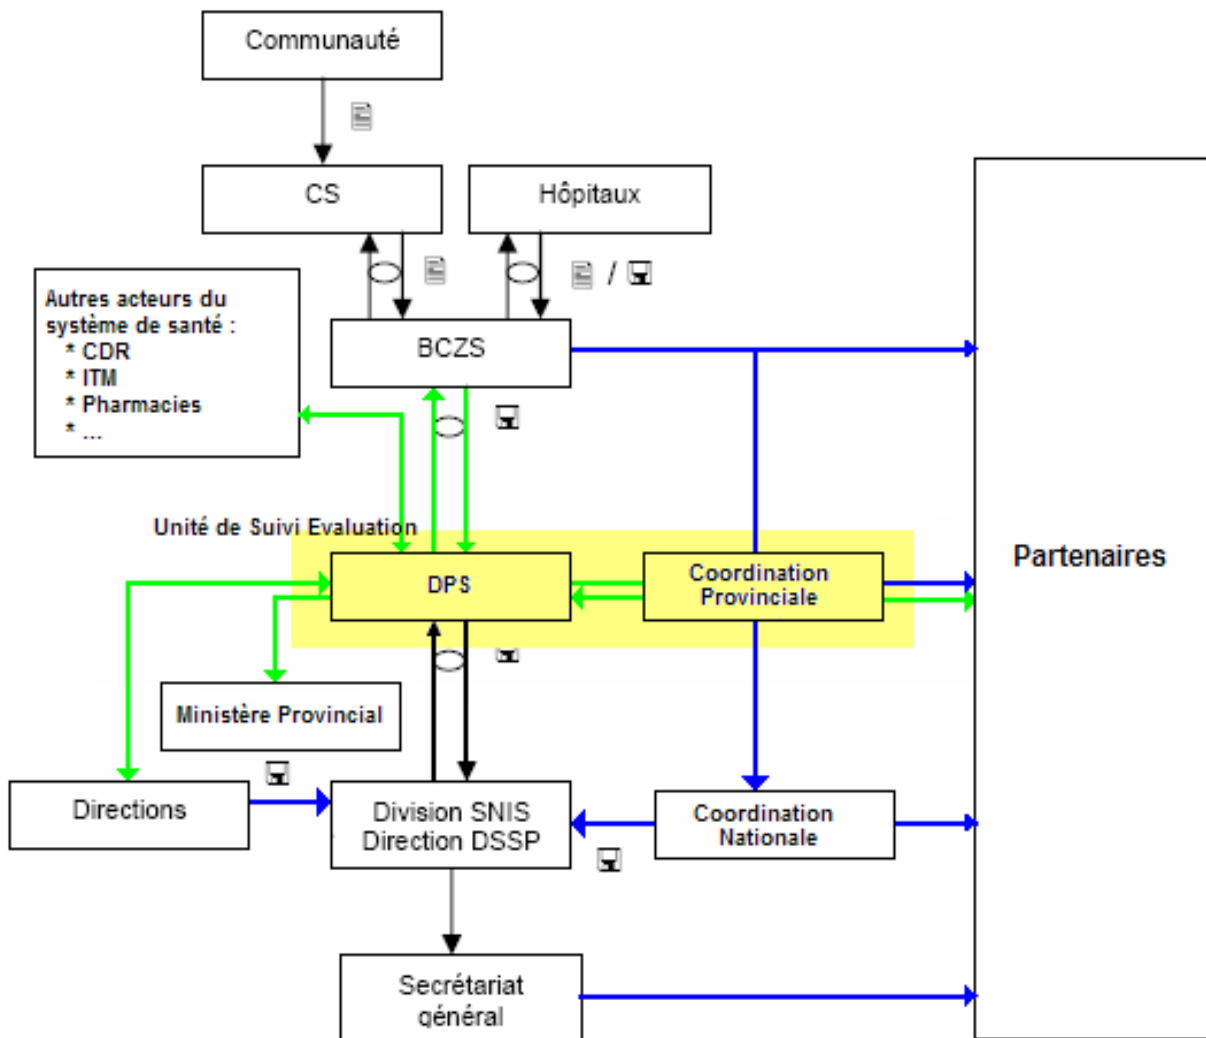 Communauté
CS
Hôpitaux
/
Autres acteurs du
système de santé :
* CDR
* ITM
* Pharmacies
* ...
BCZS
Unité de Suivi Evaluation
DPS
Coordination
Provinciale
Partenaires
Ministère Provincial
Directions
Division SNIS
Direction DSSP
Coordination
Nationale
Secrétariat
général